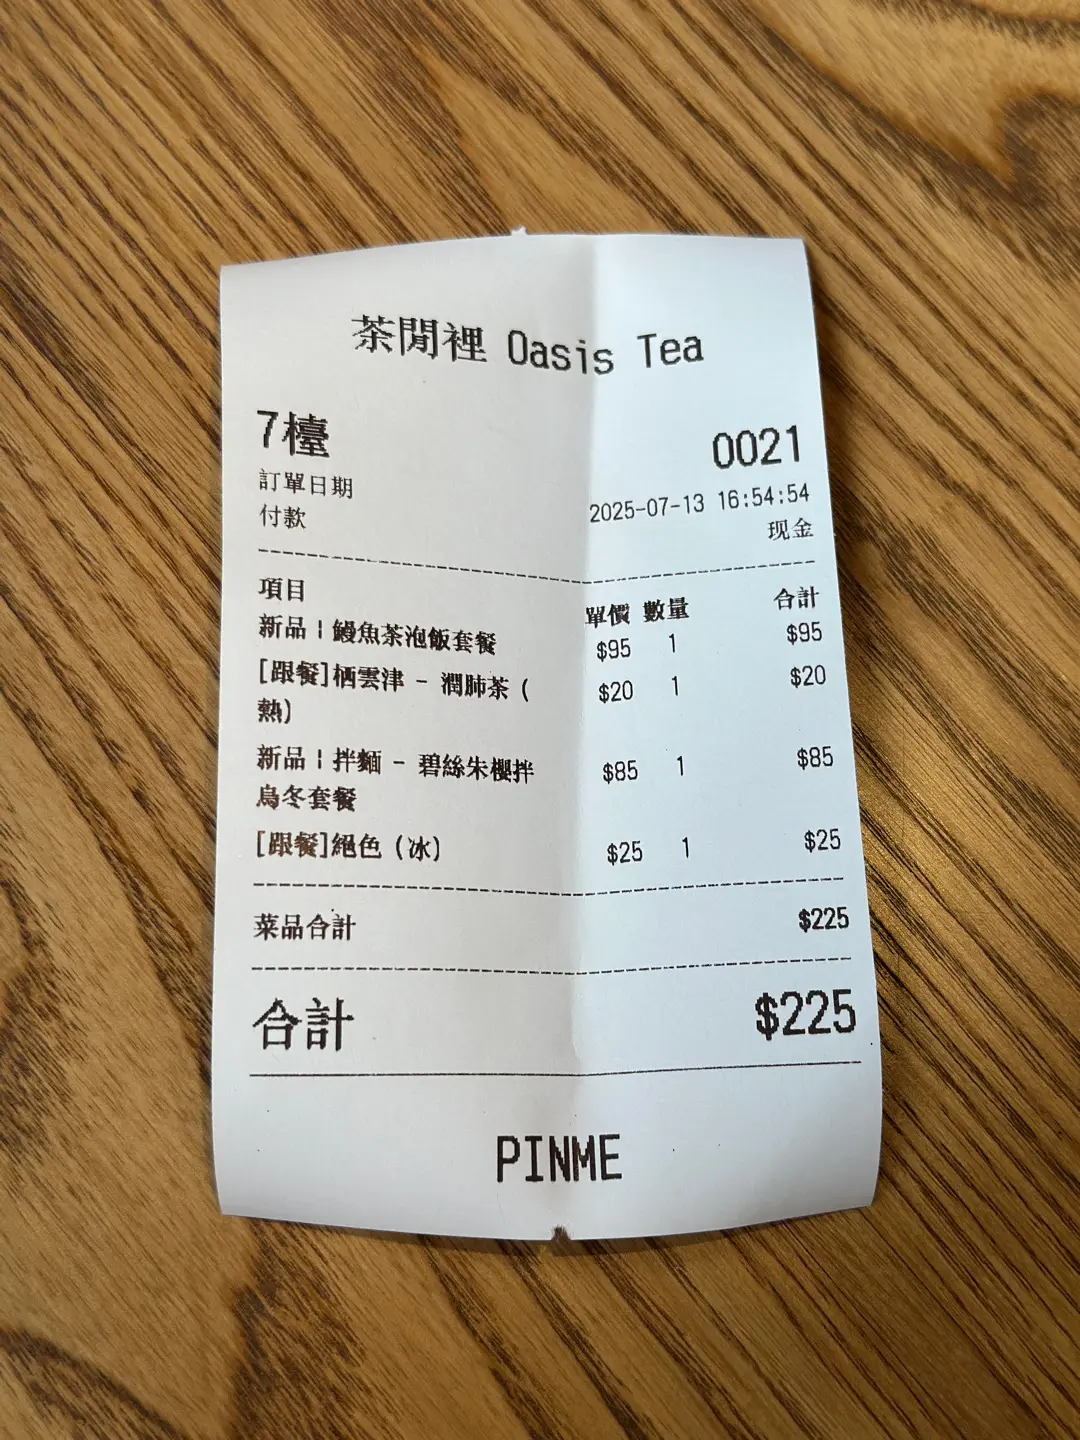 茶閒裡 Oasis Tea
7檯 0021
訂單日期 2025-07-13 16:54:54
付款 现金
項目 單價 數量 合計
新品 | 鰻魚茶泡飯套餐 $95 1 $95
[跟餐]栖雲津 - 潤肺茶 ( $20 1 $20
熱)
新品 | 拌麵 - 碧絲朱櫻拌 $85 1 $85
烏冬套餐
[跟餐]絕色 (冰) $25 1 $25
菜品合計 $225
合計 $225
PINME